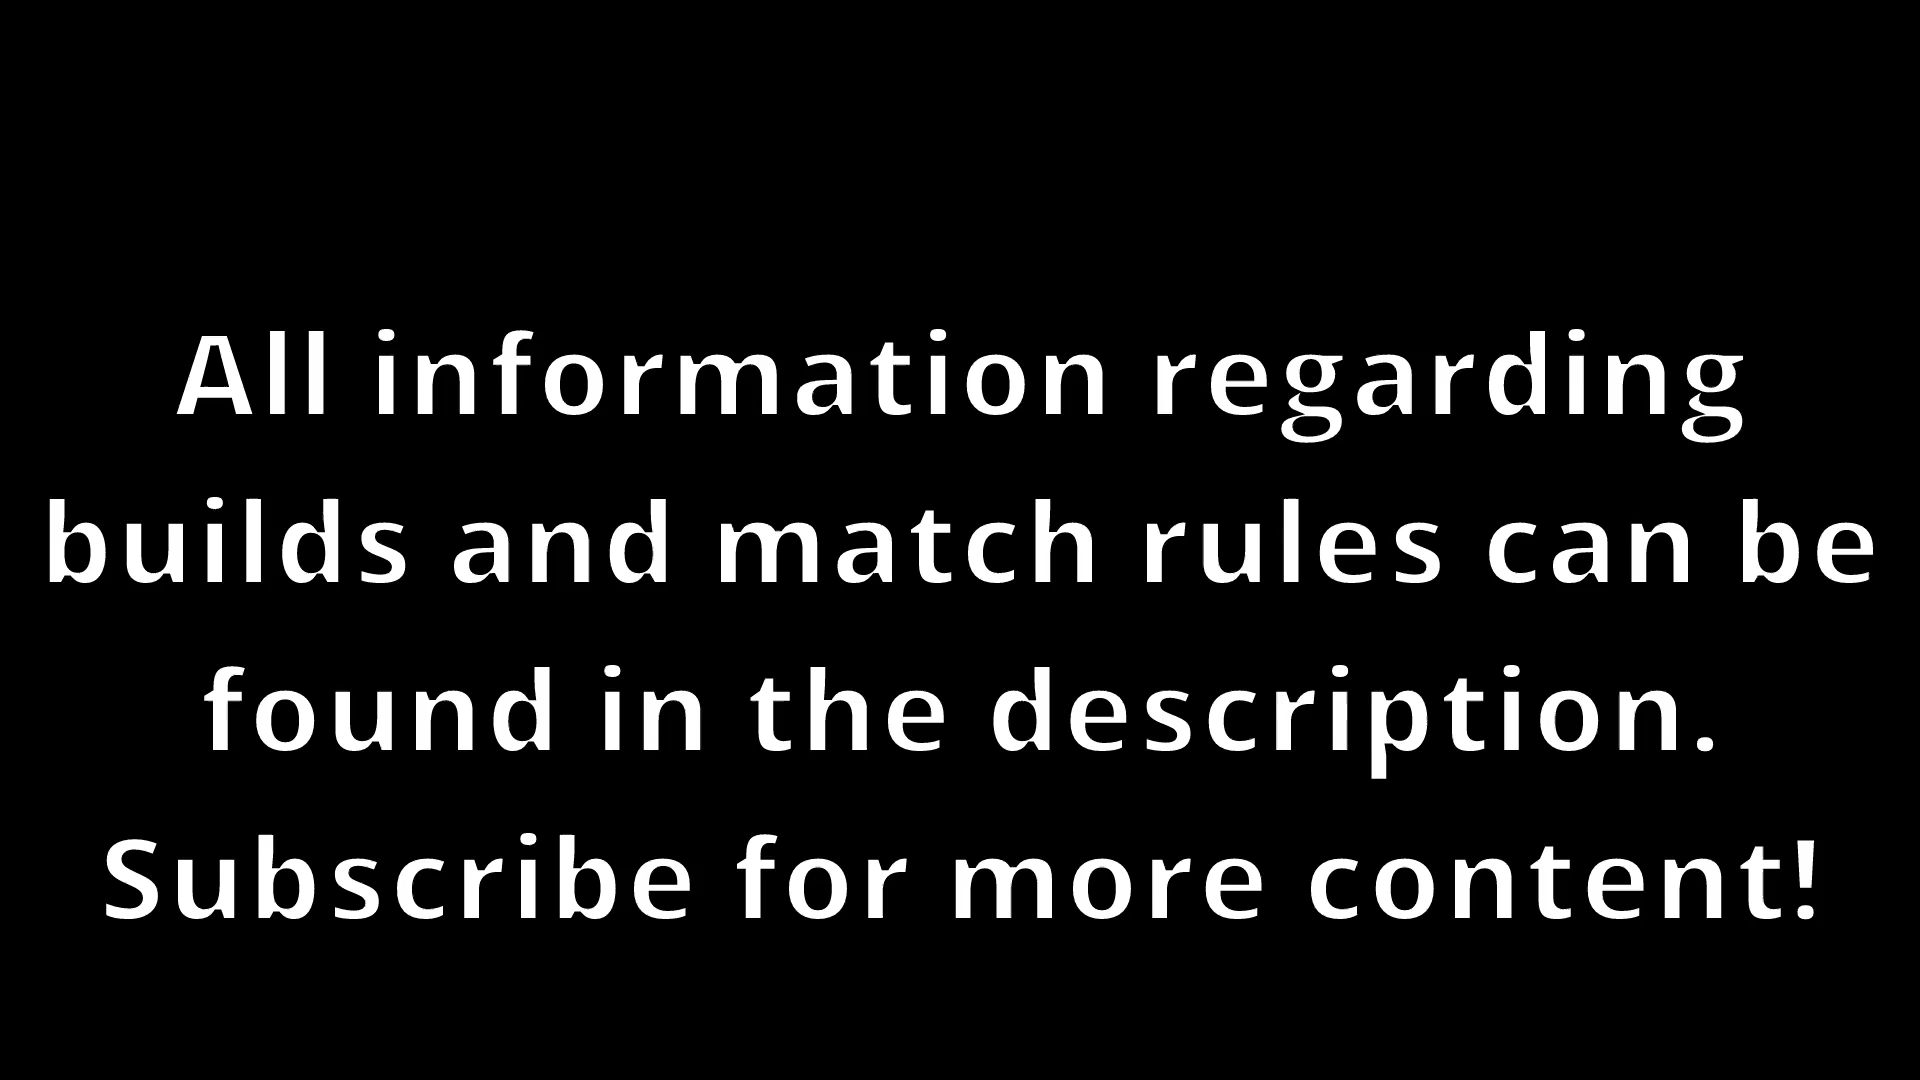 All information regarding
builds and match rules can be
found in the description.
Subscribe for more content!